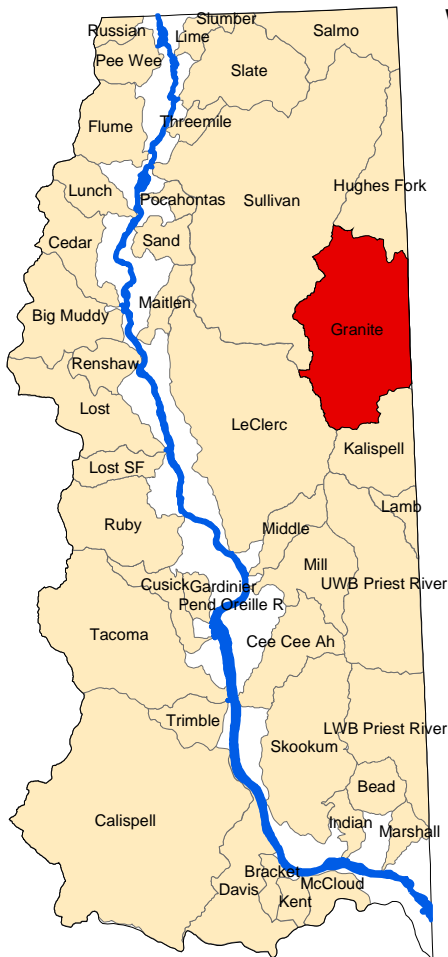 Russian
Slumber
Lime
Salmo
Pee Wee
Slate
Flume
Threemile
Lunch
Pocahontas
Sullivan
Hughes Fork
Cedar
Sand
Maitlen
Big Muddy
Granite
Renshaw
Lost
LeClerc
Kalispell
Lost SF
Lamb
Ruby
Middle
Mill
Cusick
Gardinier
UWB Priest River
Pend Oreille R
Tacoma
Cee Cee Ah
Trimble
LWB Priest River
Skookum
Bead
Calispell
Indian
Marshall
Bracket
Davis
McCloud
Kent